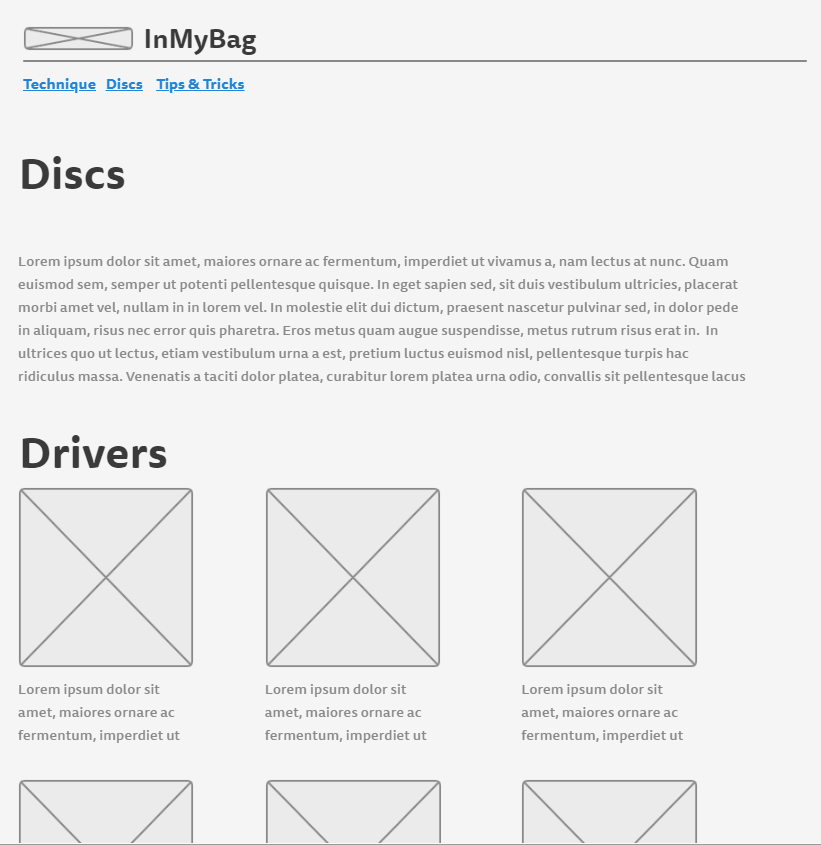 InMyBag
Technique Discs Tips & Tricks
Discs
Lorem ipsum dolor sit amet, maiores ornare ac fermentum, imperdiet ut vivamus a, nam lectus at nunc. Quam
euismod sem, semper ut potenti pellentesque quisque. In eget sapien sed, sit duis vestibulum ultricies, placerat
morbi amet vel, nullam in in lorem vel. In molestie elit dui dictum, praesent nascetur pulvinar sed, in dolor pede
in aliquam, risus nec error quis pharetra. Eros metus quam augue suspendisse, metus rutrum risus erat in.  In
ultrices quo ut lectus, etiam vestibulum urna a est, pretium luctus euismod nisl, pellentesque turpis hac
ridiculus massa. Venenatis a taciti dolor platea, curabitur lorem platea urna odio, convallis sit pellentesque lacus
Drivers
Lorem ipsum dolor sit
amet, maiores ornare ac
fermentum, imperdiet ut
Lorem ipsum dolor sit
amet, maiores ornare ac
fermentum, imperdiet ut
Lorem ipsum dolor sit
amet, maiores ornare ac
fermentum, imperdiet ut